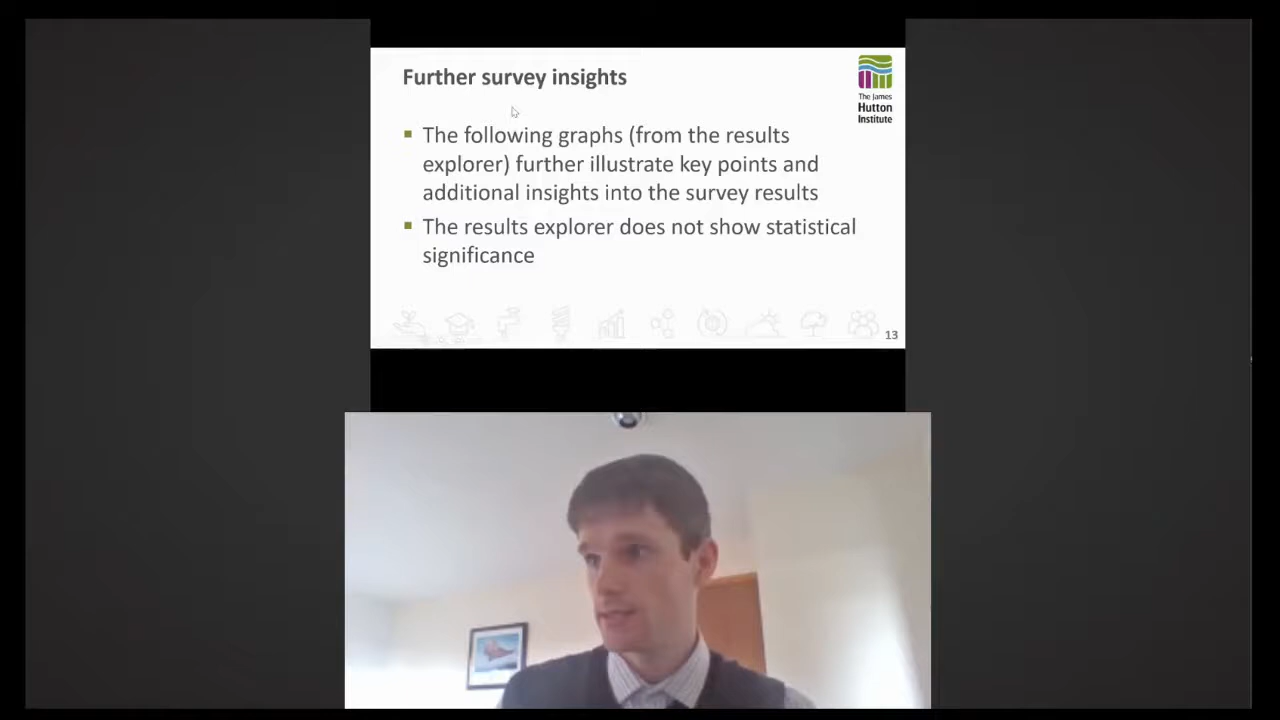 Further survey insights
The James
Hutton
Institute
▪ The following graphs (from the results
explorer) further illustrate key points and
additional insights into the survey results
▪ The results explorer does not show statistical
significance
13